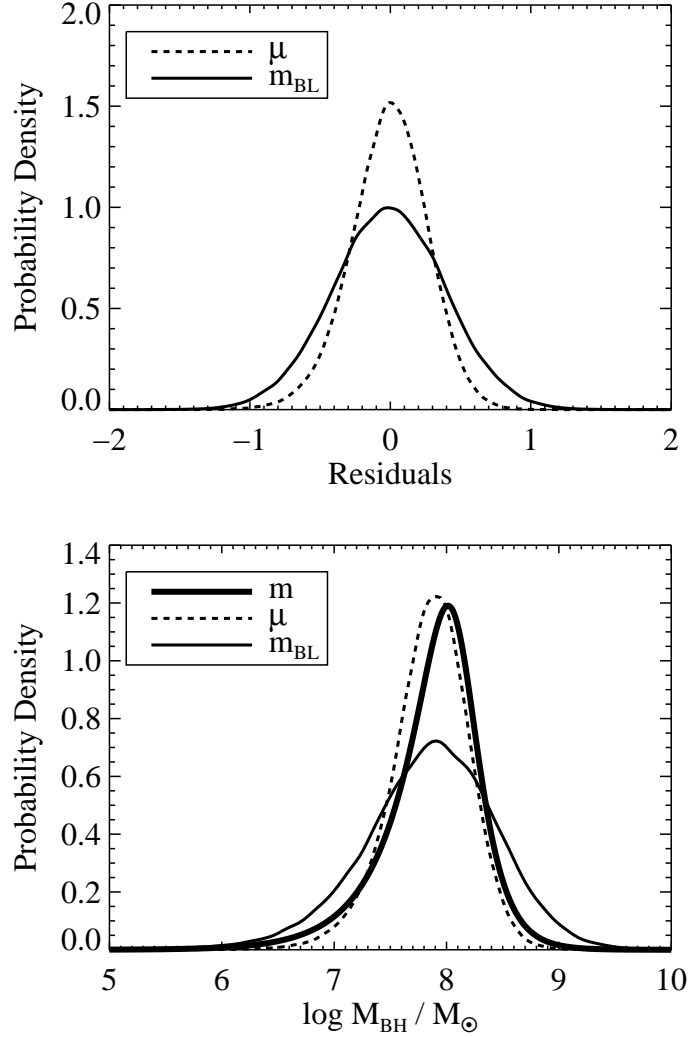 2.0
μ
m_BL
1.5
1.0
0.5
0.0
−2 −1 0 1 2
Probability Density
Residuals
1.4
m
μ
m_BL
1.2
1.0
0.8
0.6
0.4
0.2
0.0
5 6 7 8 9 10
Probability Density
log M_BH / M_⊙